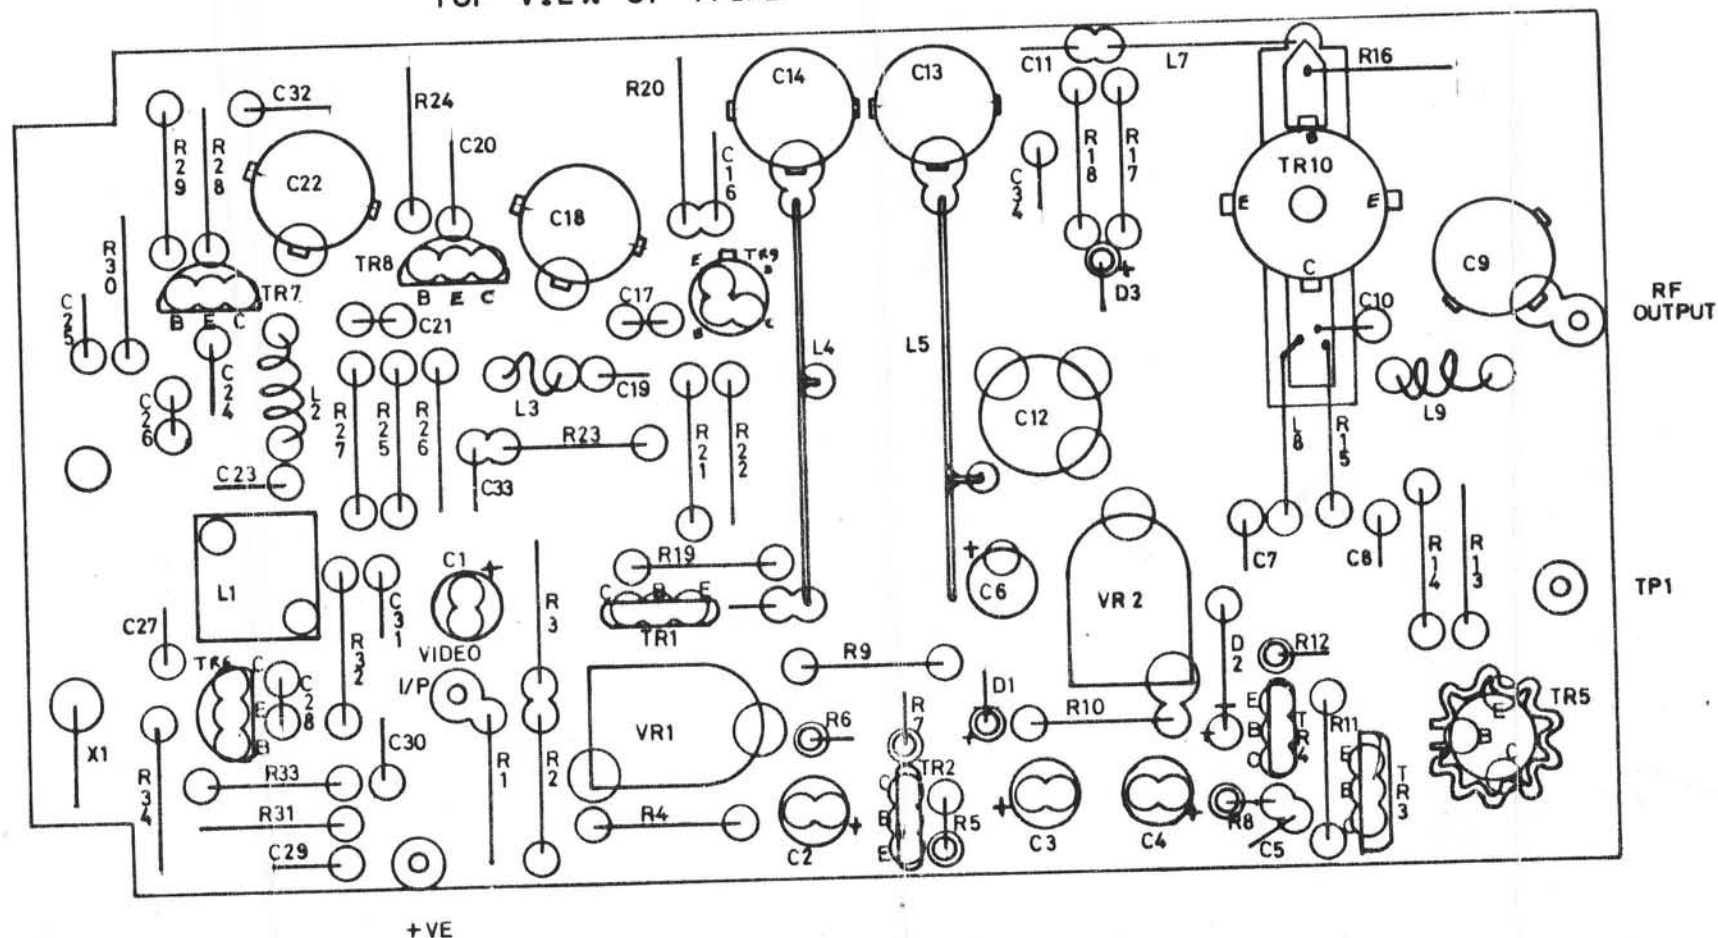 TOP VIEW OF
C32
R24
R20
C14
C13
C11
L7
R16
R29
R28
C20
C16
C34
R18
R17
B
TR10
C22
C18
E
E
R30
TR8
E
TR9
B
C9
C25
TR7
B E C
C
D3
+
C10
RF
OUTPUT
B E C
C21
C17
B
C
L4
L5
C24
L2
L3
C19
C12
L9
C26
R27
R25
R26
R23
R21
R22
L8
R15
C23
C33
C1
+
R19
+
C6
VR2
C7
C8
R14
R13
L1
C31
R3
C B E
TR1
TP1
C27
R32
VIDEO
I/P
R9
D2
R12
TR6
C
E
B
C28
D1
+
R10
+
E
B
C
TR4
R11
TR5
E
B
C
X1
R34
R33
C30
R1
R2
VR1
R6
R7
TR2
C
B
E
E
B
C
TR3
R31
R4
C2
+
R5
+
C3
C4
+
R8
C5
C29
+VE